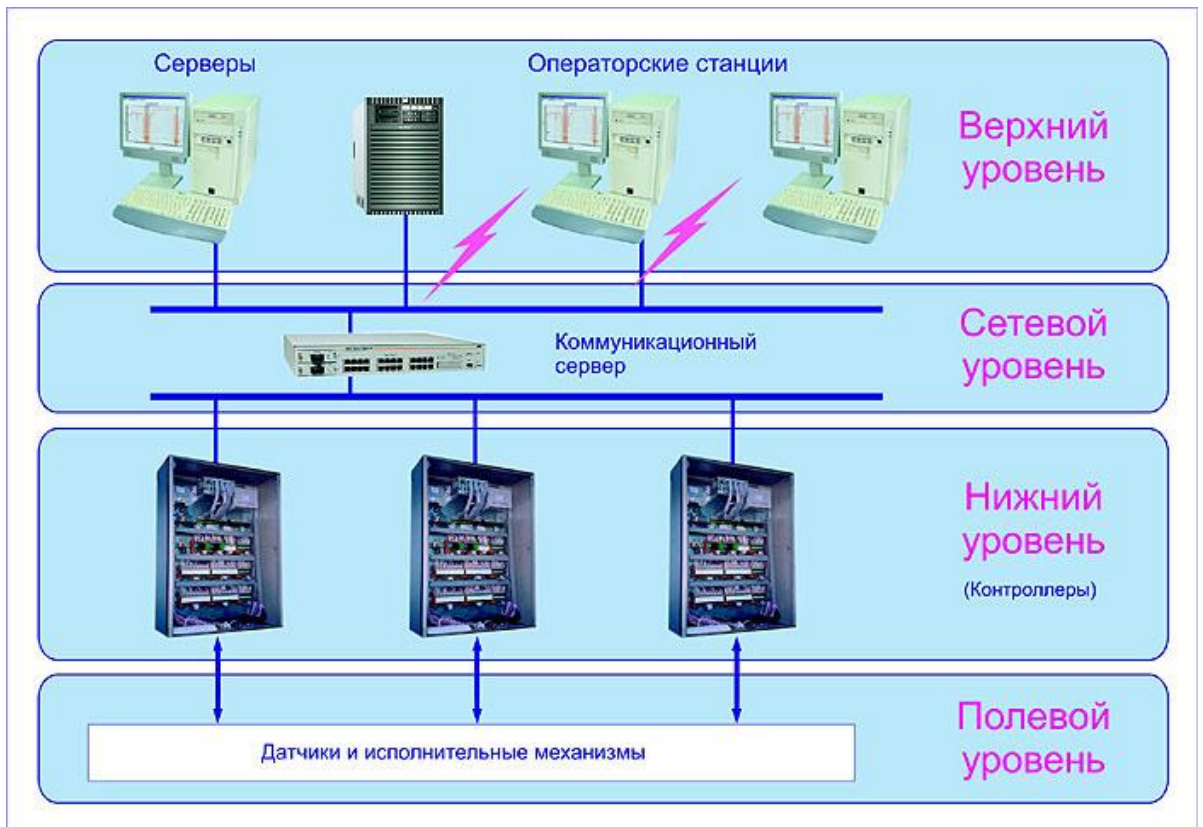 Серверы
Операторские станции
Верхний
уровень
Сетевой
уровень
Коммуникационный
сервер
Нижний
уровень
(Контроллеры)
Полевой
уровень
Датчики и исполнительные механизмы